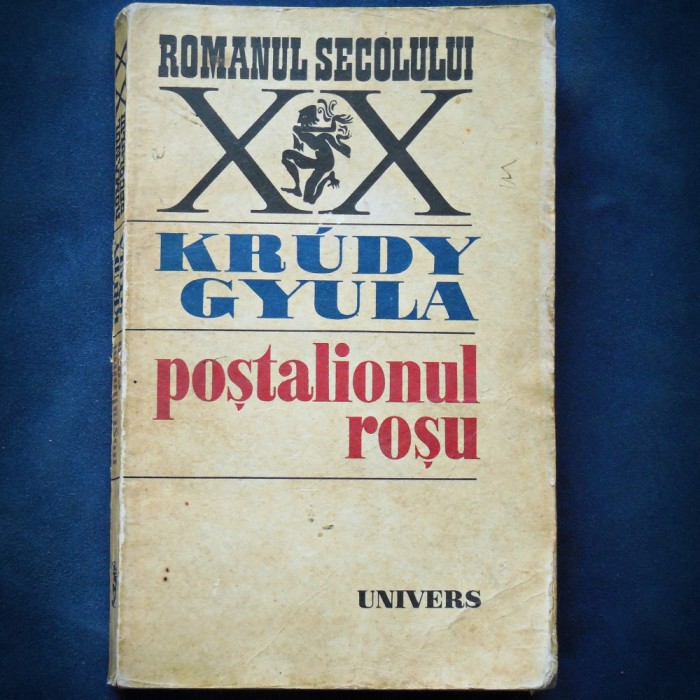 ROMANUL SECOLULUI
XX
KRÚDY
GYULA
poștalionul
roșu
UNIVERS